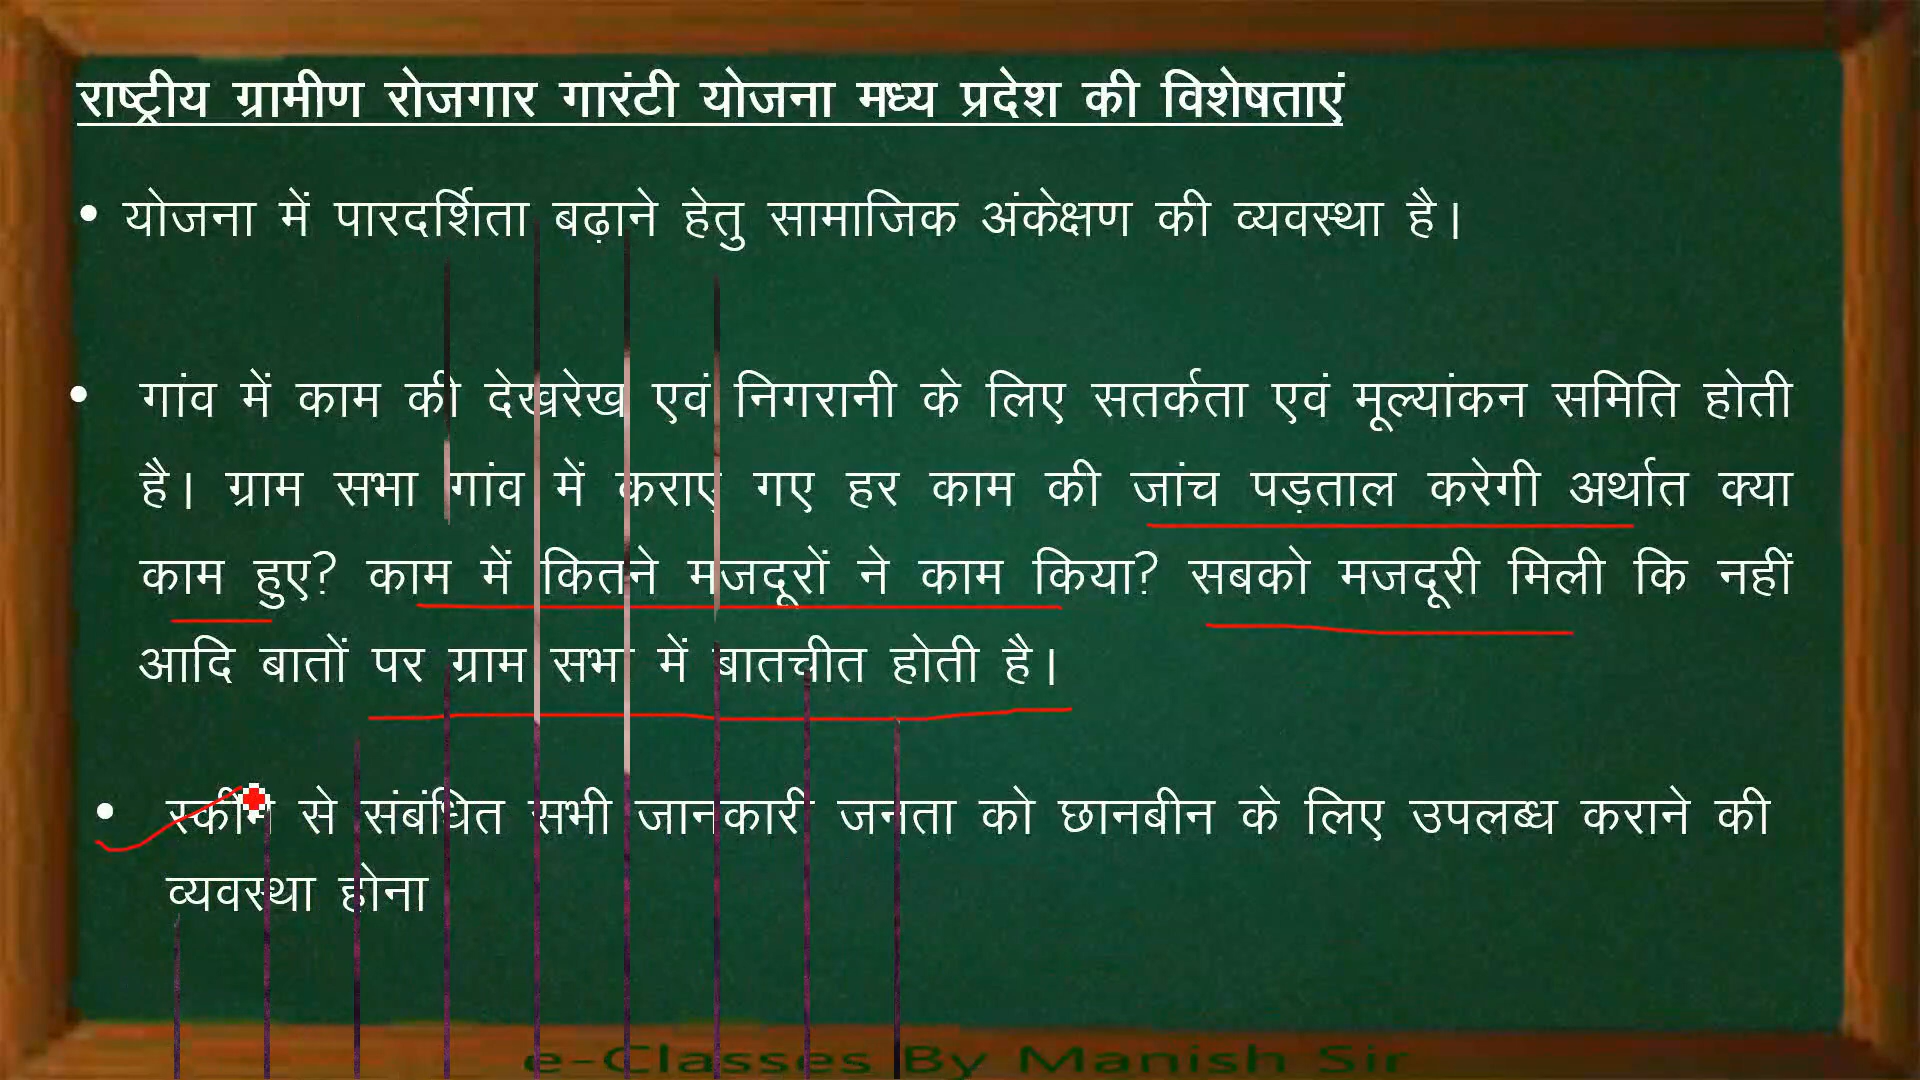 राष्ट्रीय ग्रामीण रोजगार गारंटी योजना मध्य प्रदेश की विशेषताएं
• योजना में पारदर्शिता बढ़ाने हेतु सामाजिक अंकेक्षण की व्यवस्था है।
• गांव में काम की देखरेख एवं निगरानी के लिए सतर्कता एवं मूल्यांकन समिति होती
है। ग्राम सभा गांव में कराए गए हर काम की जांच पड़ताल करेगी अर्थात क्या
काम हुए? काम में कितने मजदूरों ने काम किया? सबको मजदूरी मिली कि नहीं
आदि बातों पर ग्राम सभा में बातचीत होती है।
• स्कीम से संबंधित सभी जानकारी जनता को छानबीन के लिए उपलब्ध कराने की
व्यवस्था होना
e-Classes By Manish Sir